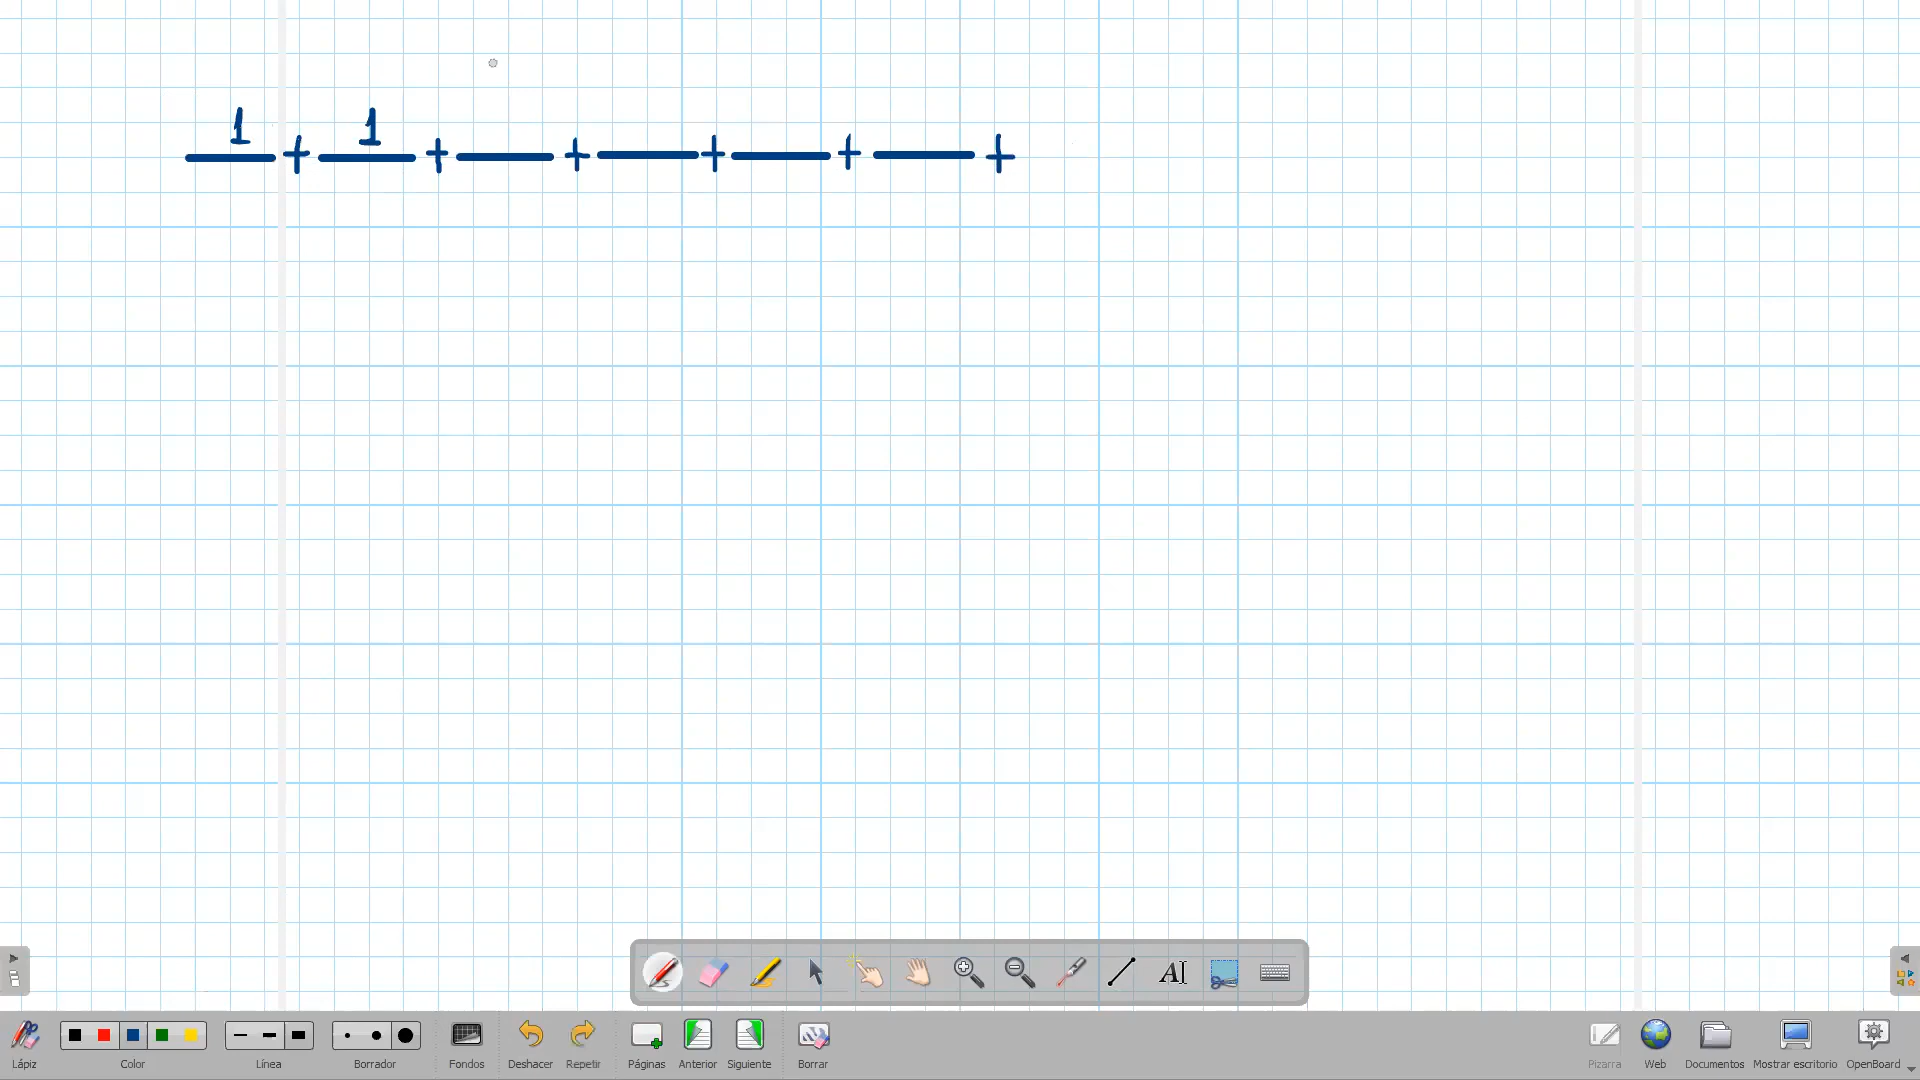 1 + 1 + + + + +
Lápiz Color Línea Borrador Fondos Deshacer Repetir Páginas Anterior Siguiente Borrar Pizarra Web Documentos Mostrar escritorio OpenBoard